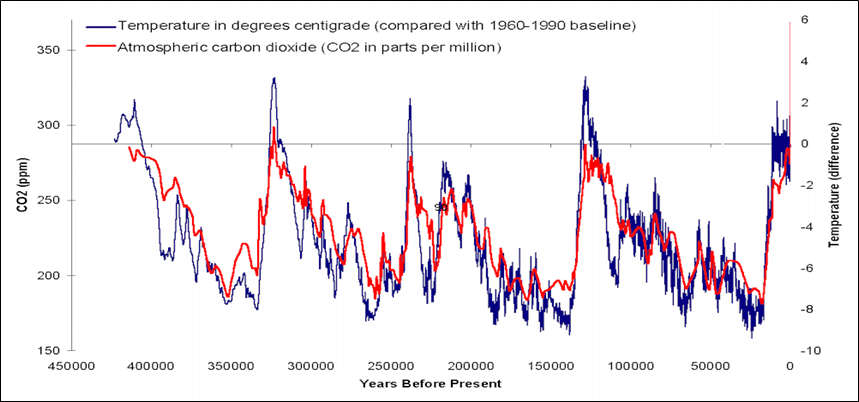 Temperature in degrees centigrade (compared with 1960-1990 baseline)
Atmospheric carbon dioxide (CO2 in parts per million)
CO2 (ppm)
350
300
250
200
150
6
4
2
0
-2
-4
-6
-8
-10
Temperature (difference)
450000 400000 350000 300000 250000 200000 150000 100000 50000 0
Years Before Present